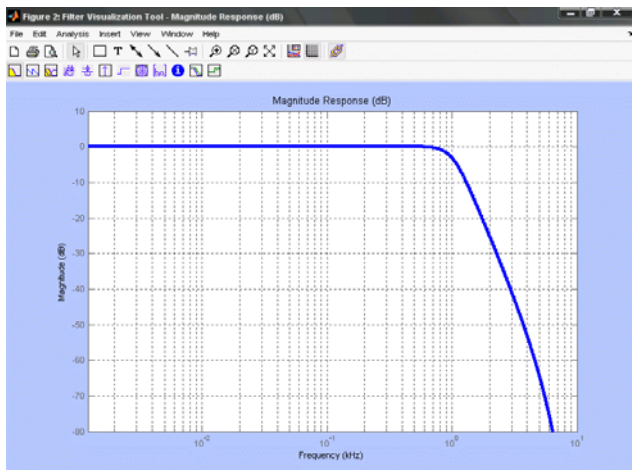 Figure 2: Filter Visualization Tool - Magnitude Response (dB)
File Edit Analysis Insert View Window Help
Magnitude Response (dB)
10
0
-10
-20
-30
-40
-50
-60
-70
-80
Magnitude (dB)
10^-2 10^-1 10^0 10^1
Frequency (kHz)